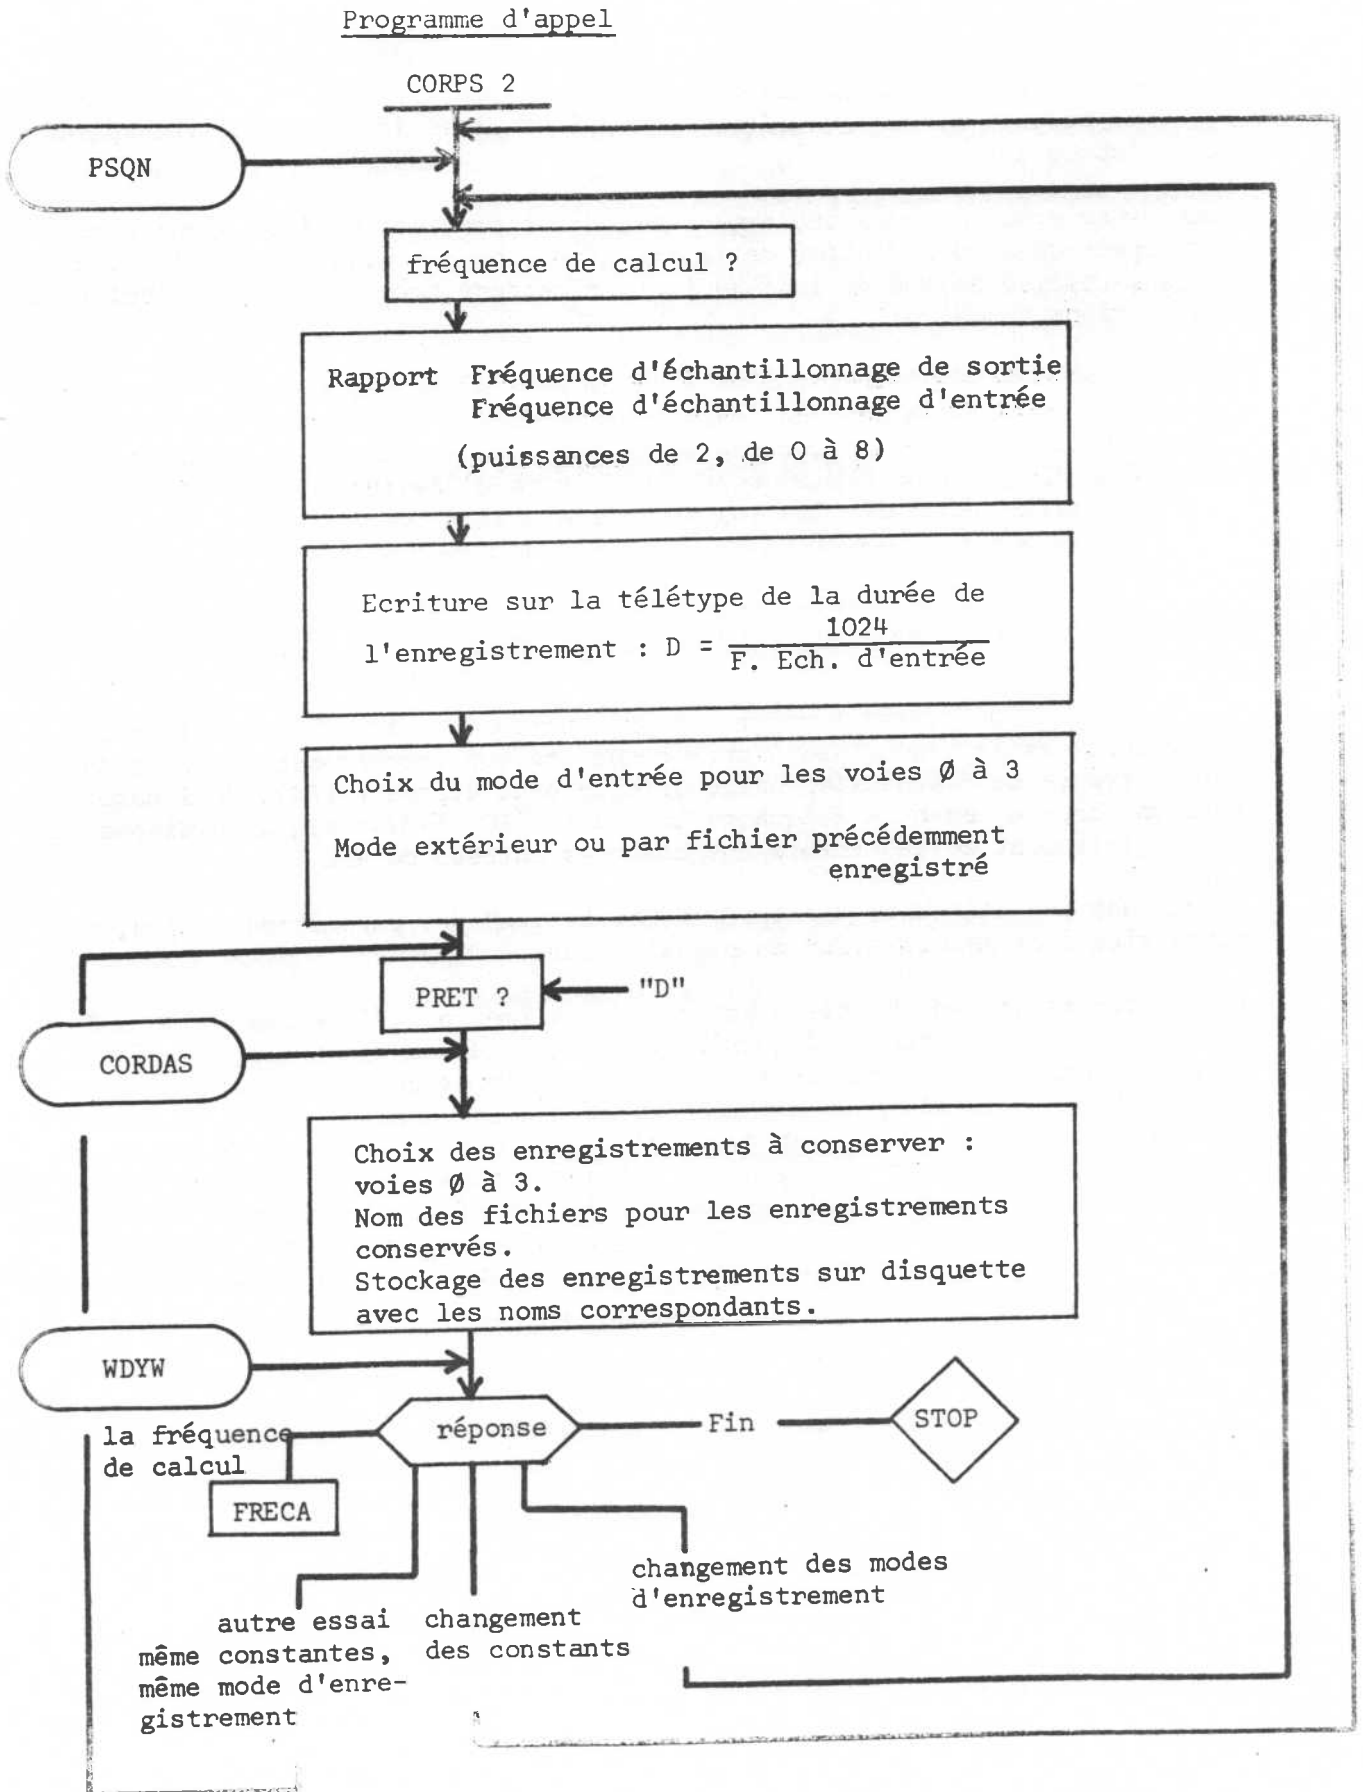 Programme d'appel
CORPS 2
PSQN
fréquence de calcul ?
Rapport Fréquence d'échantillonnage de sortie
Fréquence d'échantillonnage d'entrée
(puissances de 2, de 0 à 8)
Ecriture sur la télétype de la durée de
l'enregistrement : D = 1024
F. Ech. d'entrée
Choix du mode d'entrée pour les voies Ø à 3
Mode extérieur ou par fichier précédemment
enregistré
PRET ?
"D"
CORDAS
Choix des enregistrements à conserver :
voies Ø à 3.
Nom des fichiers pour les enregistrements
conservés.
Stockage des enregistrements sur disquette
avec les noms correspondants.
WDYW
réponse
Fin
STOP
la fréquence
de calcul
FRECA
changement des modes
d'enregistrement
autre essai
même constantes,
même mode d'enre-
gistrement
changement
des constants